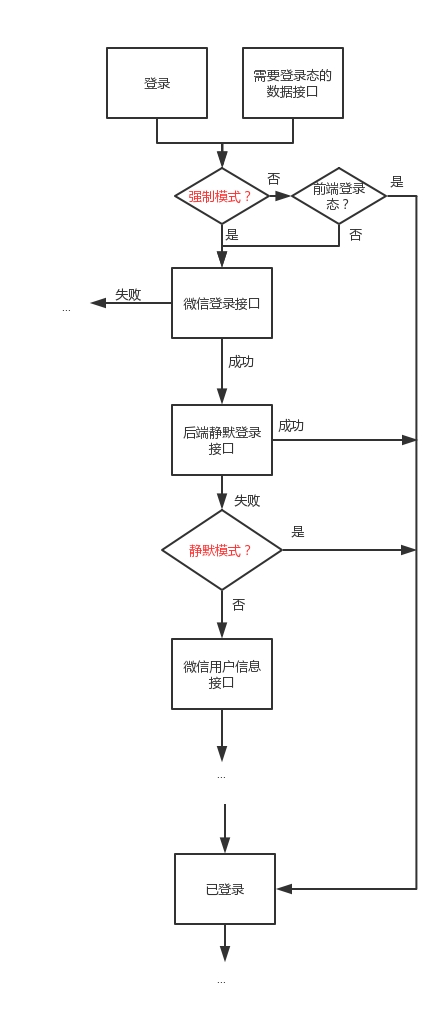 登录
需要登录态的
数据接口
强制模式？
否
前端登录
态？
是
是
否
失败
微信登录接口
...
成功
后端静默登录
接口
成功
失败
静默模式？
是
否
微信用户信息
接口
...
已登录
...